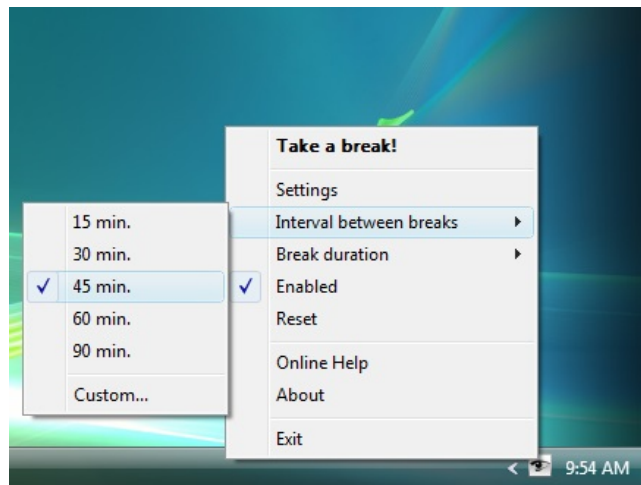 Take a break!
Settings
Interval between breaks
Break duration
Enabled
Reset
Online Help
About
Exit
15 min.
30 min.
45 min.
60 min.
90 min.
Custom...
9:54 AM